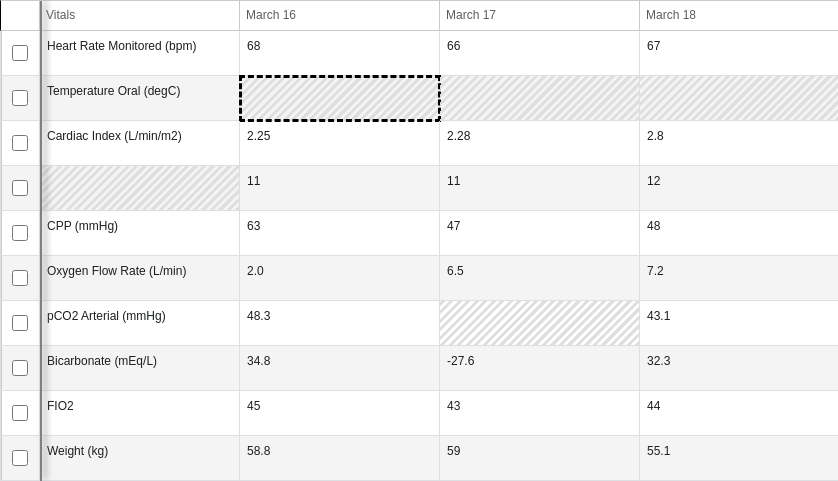 Vitals March 16 March 17 March 18
Heart Rate Monitored (bpm) 68 66 67
Temperature Oral (degC)
Cardiac Index (L/min/m2) 2.25 2.28 2.8
11 11 12
CPP (mmHg) 63 47 48
Oxygen Flow Rate (L/min) 2.0 6.5 7.2
pCO2 Arterial (mmHg) 48.3 43.1
Bicarbonate (mEq/L) 34.8 -27.6 32.3
FIO2 45 43 44
Weight (kg) 58.8 59 55.1